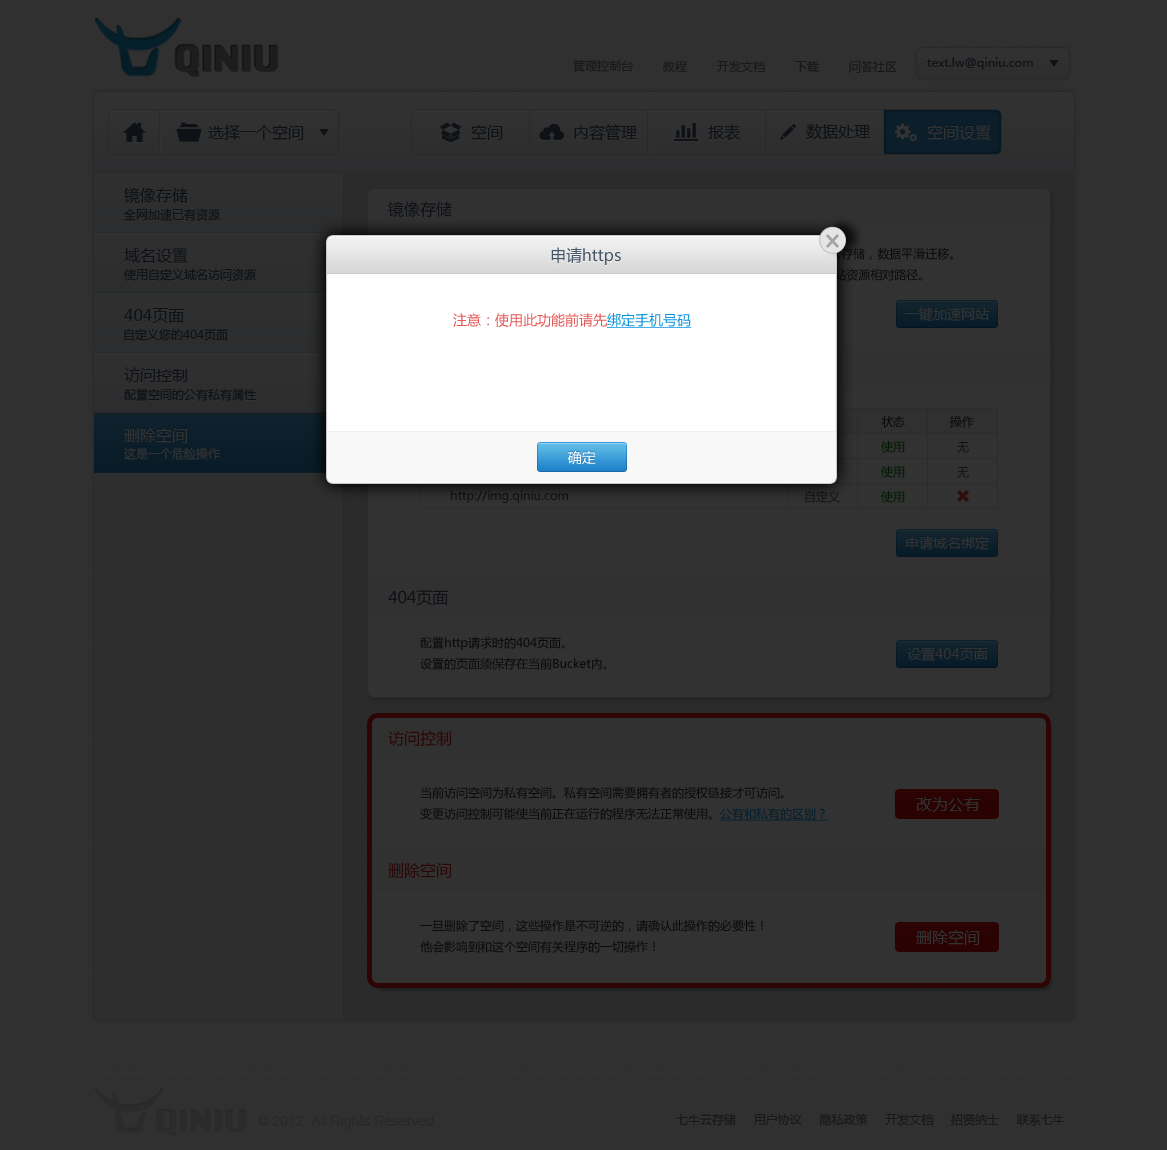 QINIU
管理控制台 教程 开发文档 下载 问答社区 text.lw@qiniu.com
选择一个空间 空间 内容管理 报表 数据处理 空间设置
镜像存储
全网加速已有资源
域名设置
使用自定义域名访问资源
404页面
自定义您的404页面
访问控制
配置空间的公有私有属性
删除空间
这是一个危险操作
镜像存储
存储，数据平滑迁移。
资源相对路径。
一键加速网站
申请https
注意：使用此功能前请先绑定手机号码
确定
状态 操作
使用 无
使用 无
http://img.qiniu.com 自定义 使用
申请域名绑定
404页面
配置http请求时的404页面。
设置的页面须保存在当前Bucket内。
设置404页面
访问控制
当前访问空间为私有空间。私有空间需要拥有者的授权链接才可访问。
变更访问控制可能使当前正在运行的程序无法正常使用。公有和私有的区别？
改为公有
删除空间
一旦删除了空间，这些操作是不可逆的，请确认此操作的必要性！
他会影响到和这个空间有关程序的一切操作！
删除空间
QINIU © 2012. All Rights Reserved.
七牛云存储 用户协议 隐私政策 开发文档 招贤纳士 联系七牛